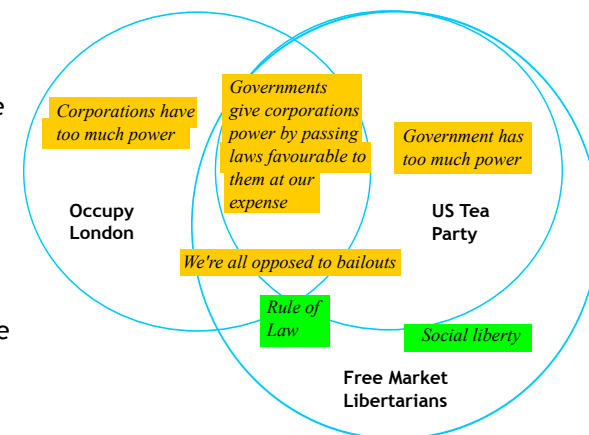 e
Corporations have
too much power
Governments
give corporations
power by passing
laws favourable to
them at our
expense
Government has
too much power
Occupy
London
US Tea
Party
We're all opposed to bailouts
Rule of
Law
e
Social liberty
Free Market
Libertarians